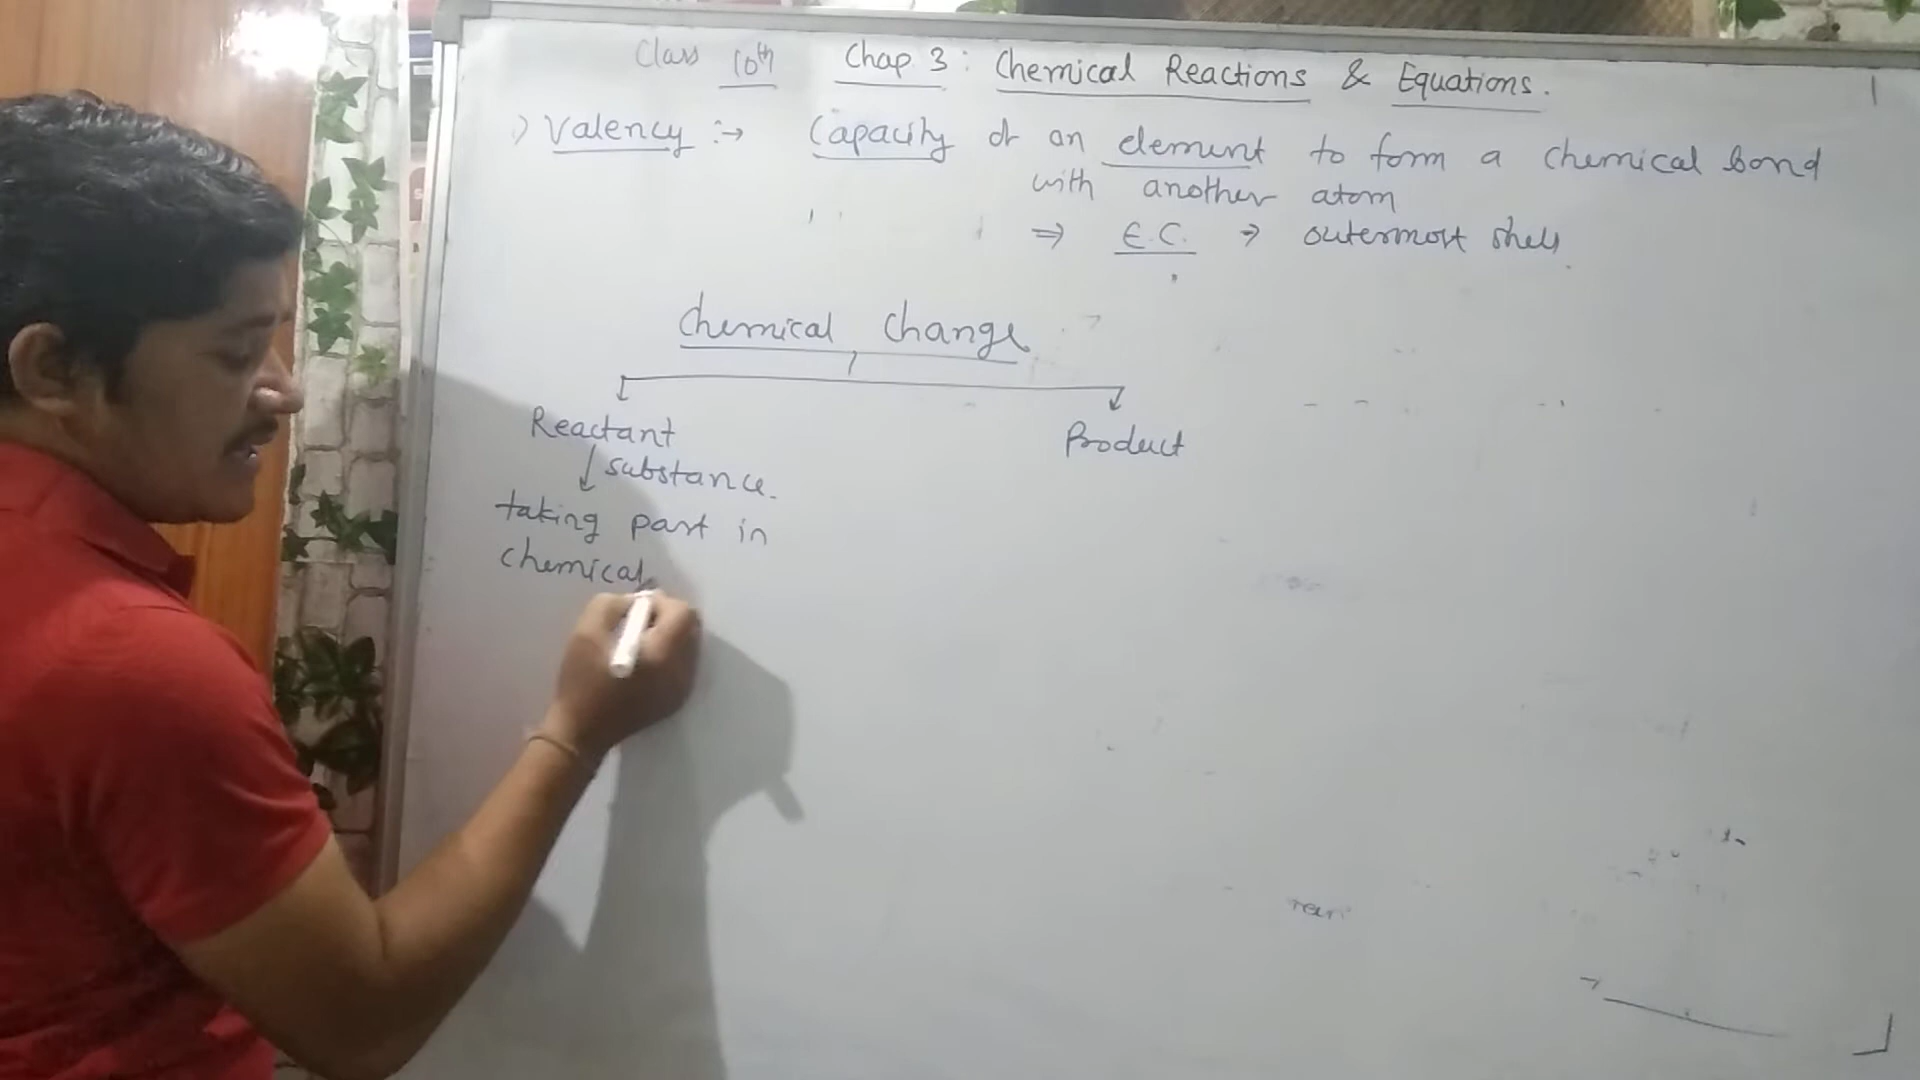 Class 10th Chap 3: Chemical Reactions & Equations.
1) Valency :→ Capacity of an element to form a chemical bond
with another atom
⇒ E.C. → outermost shell
Chemical Change
Reactant Product
substance.
taking part in
chemical